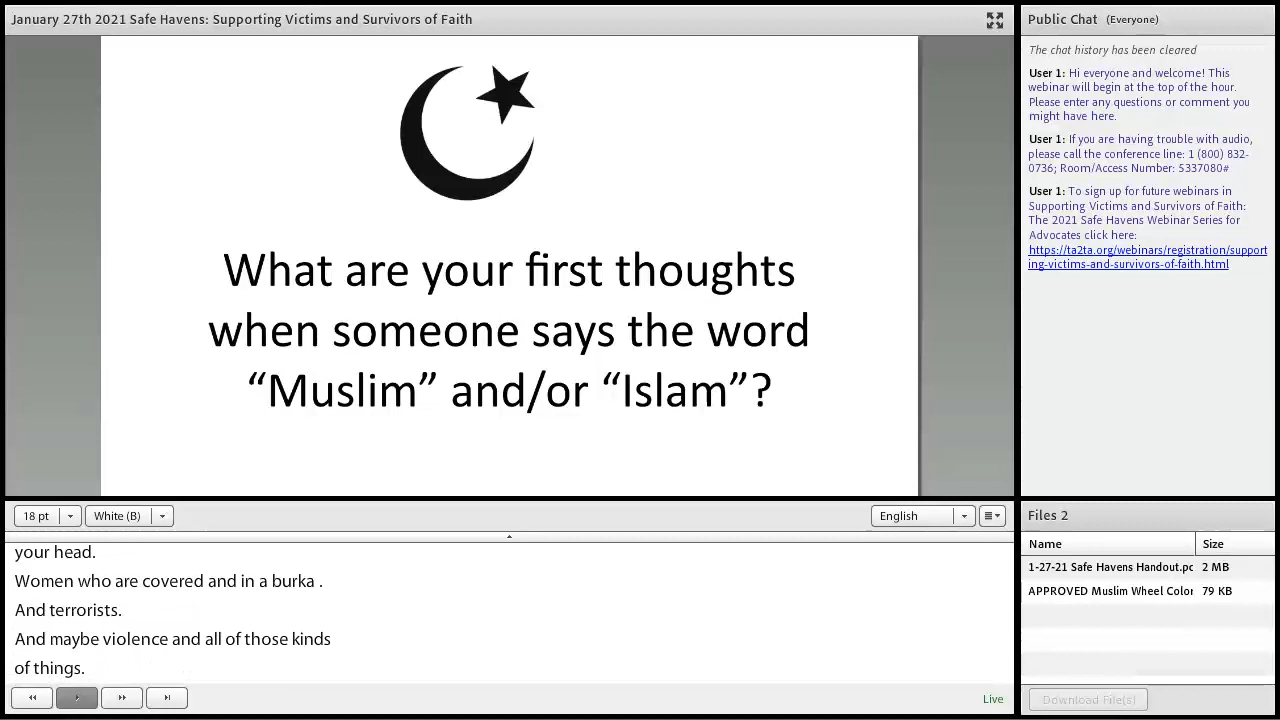 January 27th 2021 Safe Havens: Supporting Victims and Survivors of Faith
What are your first thoughts
when someone says the word
“Muslim” and/or “Islam”?
Public Chat (Everyone)
The chat history has been cleared
User 1: Hi everyone and welcome! This
webinar will begin at the top of the hour.
Please enter any questions or comment you
might have here.
User 1: If you are having trouble with audio,
please call the conference line: 1 (800) 832-
0736; Room/Access Number: 5337080#
User 1: To sign up for future webinars in
Supporting Victims and Survivors of Faith:
The 2021 Safe Havens Webinar Series for
Advocates click here:
https://ta2ta.org/webinars/registration/support
ing-victims-and-survivors-of-faith.html
18 pt White (B) English
your head.
Women who are covered and in a burka .
And terrorists.
And maybe violence and all of those kinds
of things.
Live
Files 2
Name Size
1-27-21 Safe Havens Handout.pc 2 MB
APPROVED Muslim Wheel Color 79 KB
Download File(s)